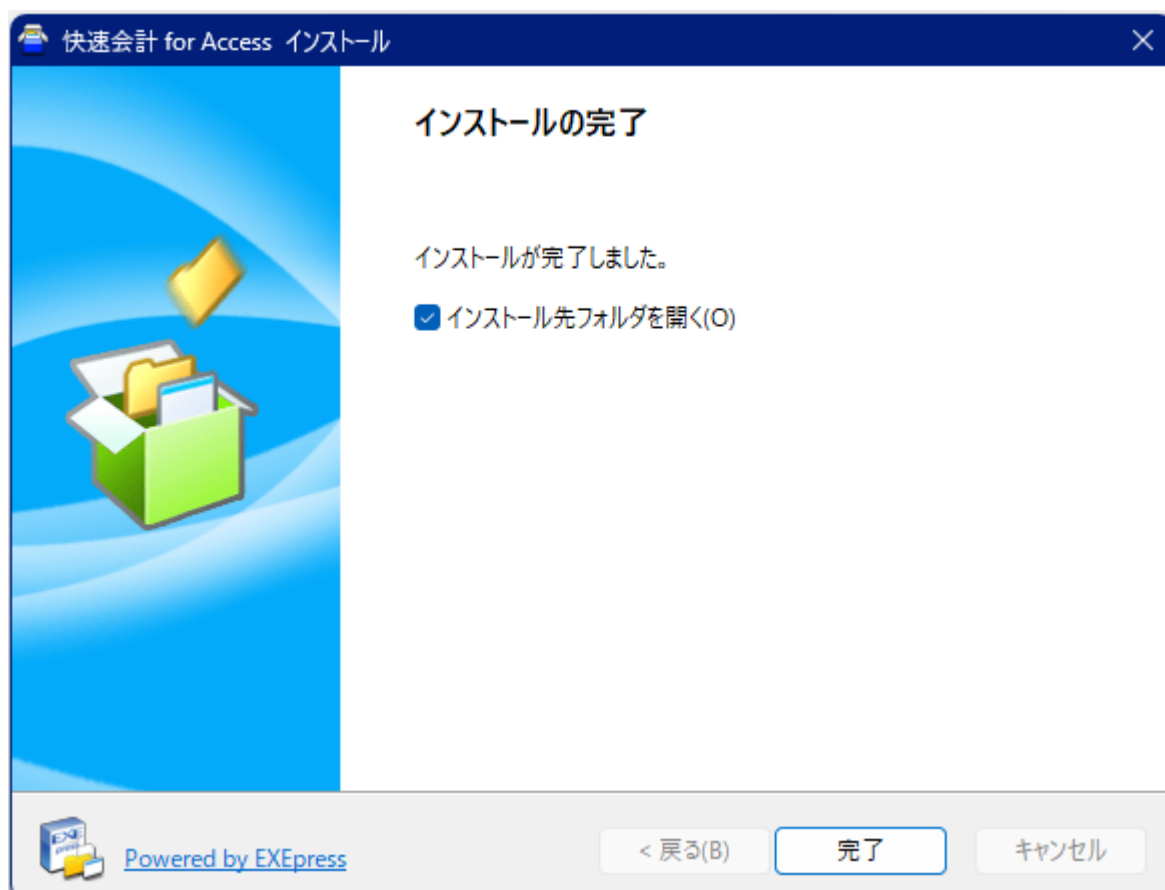 快速会計 for Access インストール
インストールの完了
インストールが完了しました。
インストール先フォルダを開く(O)
EXE
press
Powered by EXEpress
< 戻る(B)
完了
キャンセル